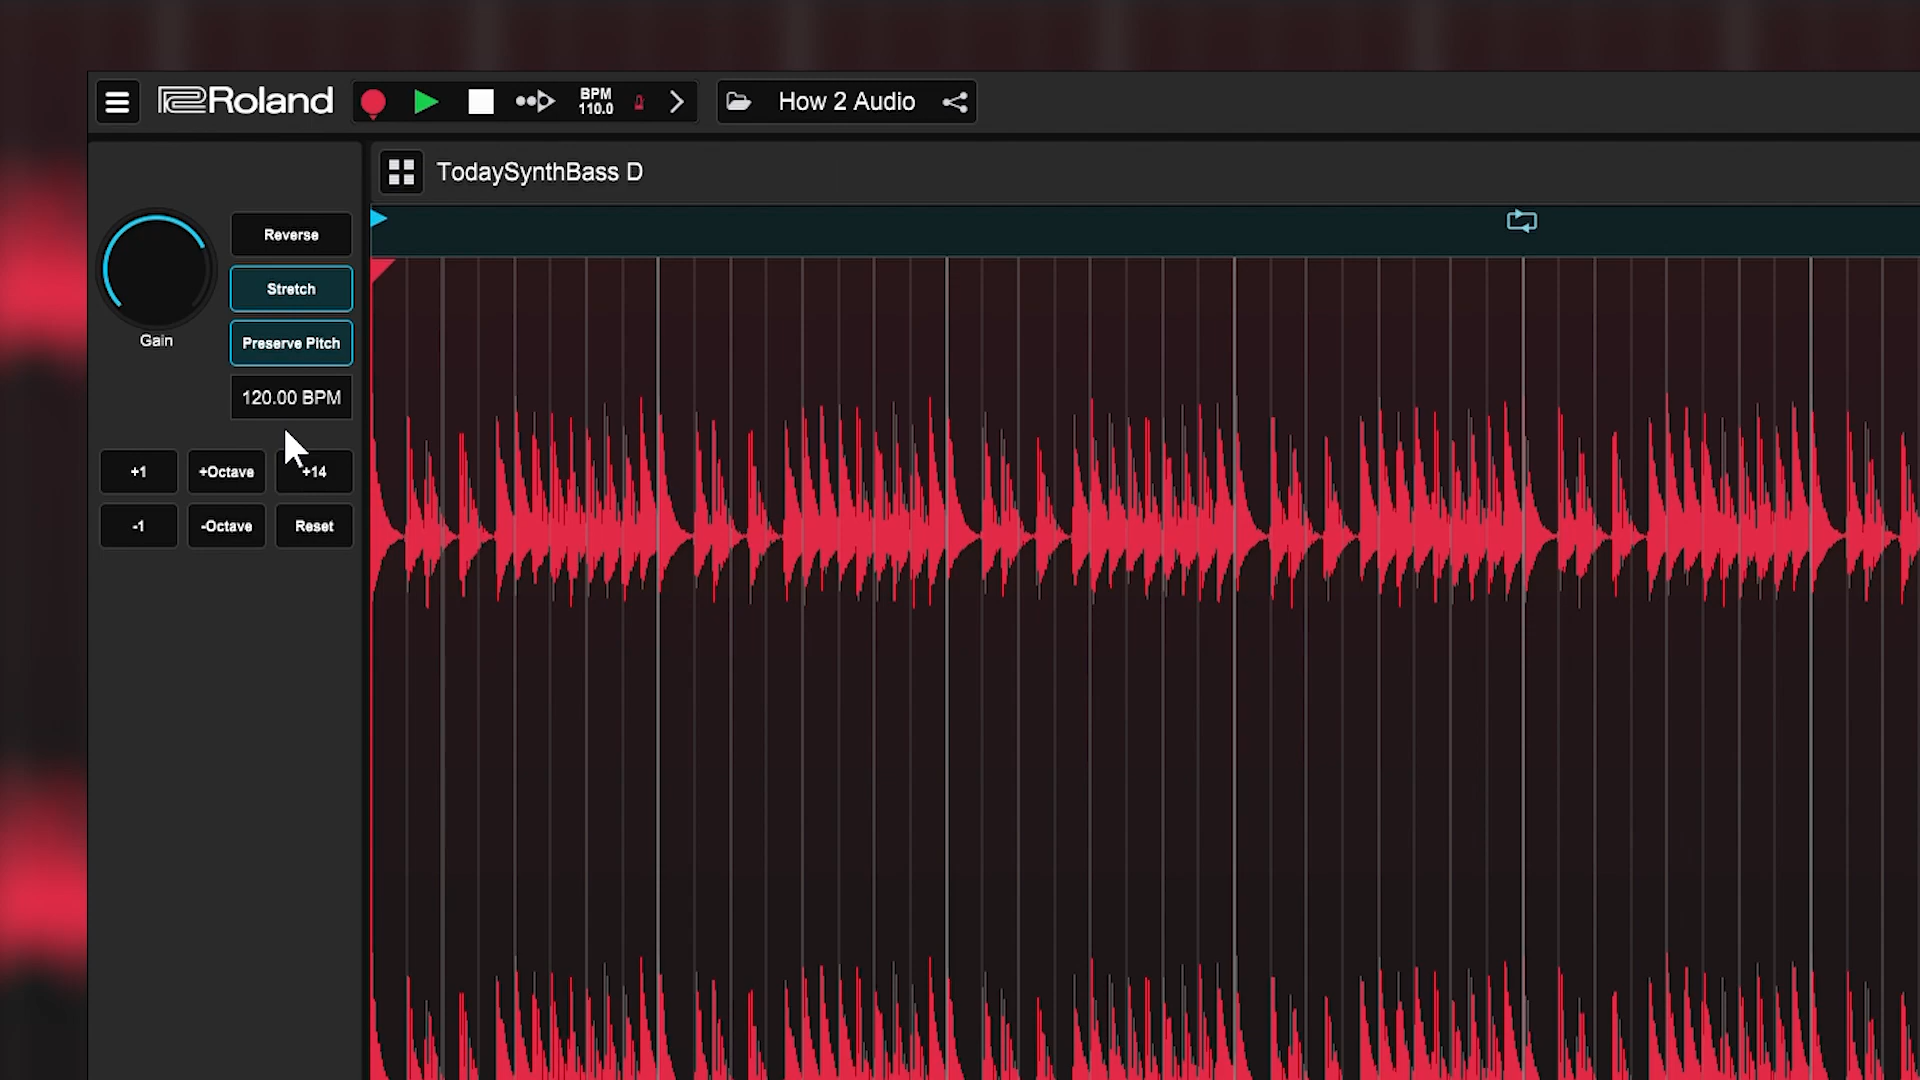 Roland
BPM
110.0
How 2 Audio
TodaySynthBass D
Reverse
Stretch
Preserve Pitch
120.00 BPM
Gain
+1
+Octave
+14
-1
-Octave
Reset